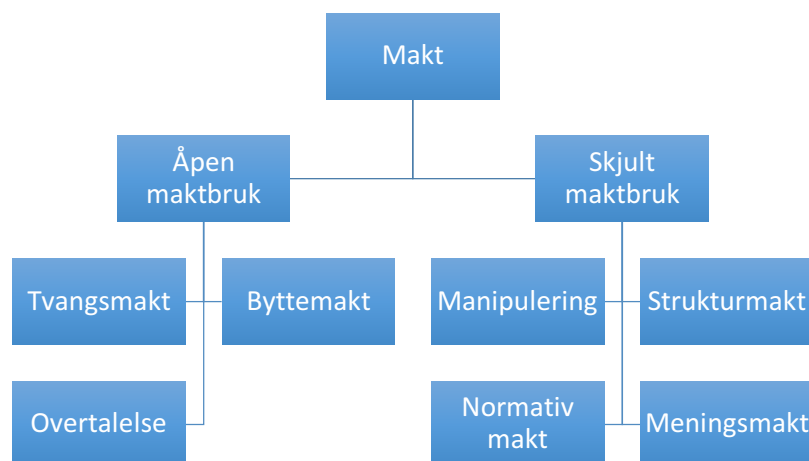 Makt
Åpen
maktbruk
Skjult
maktbruk
Tvangsmakt
Byttemakt
Manipulering
Strukturmakt
Overtalelse
Normativ
makt
Meningsmakt